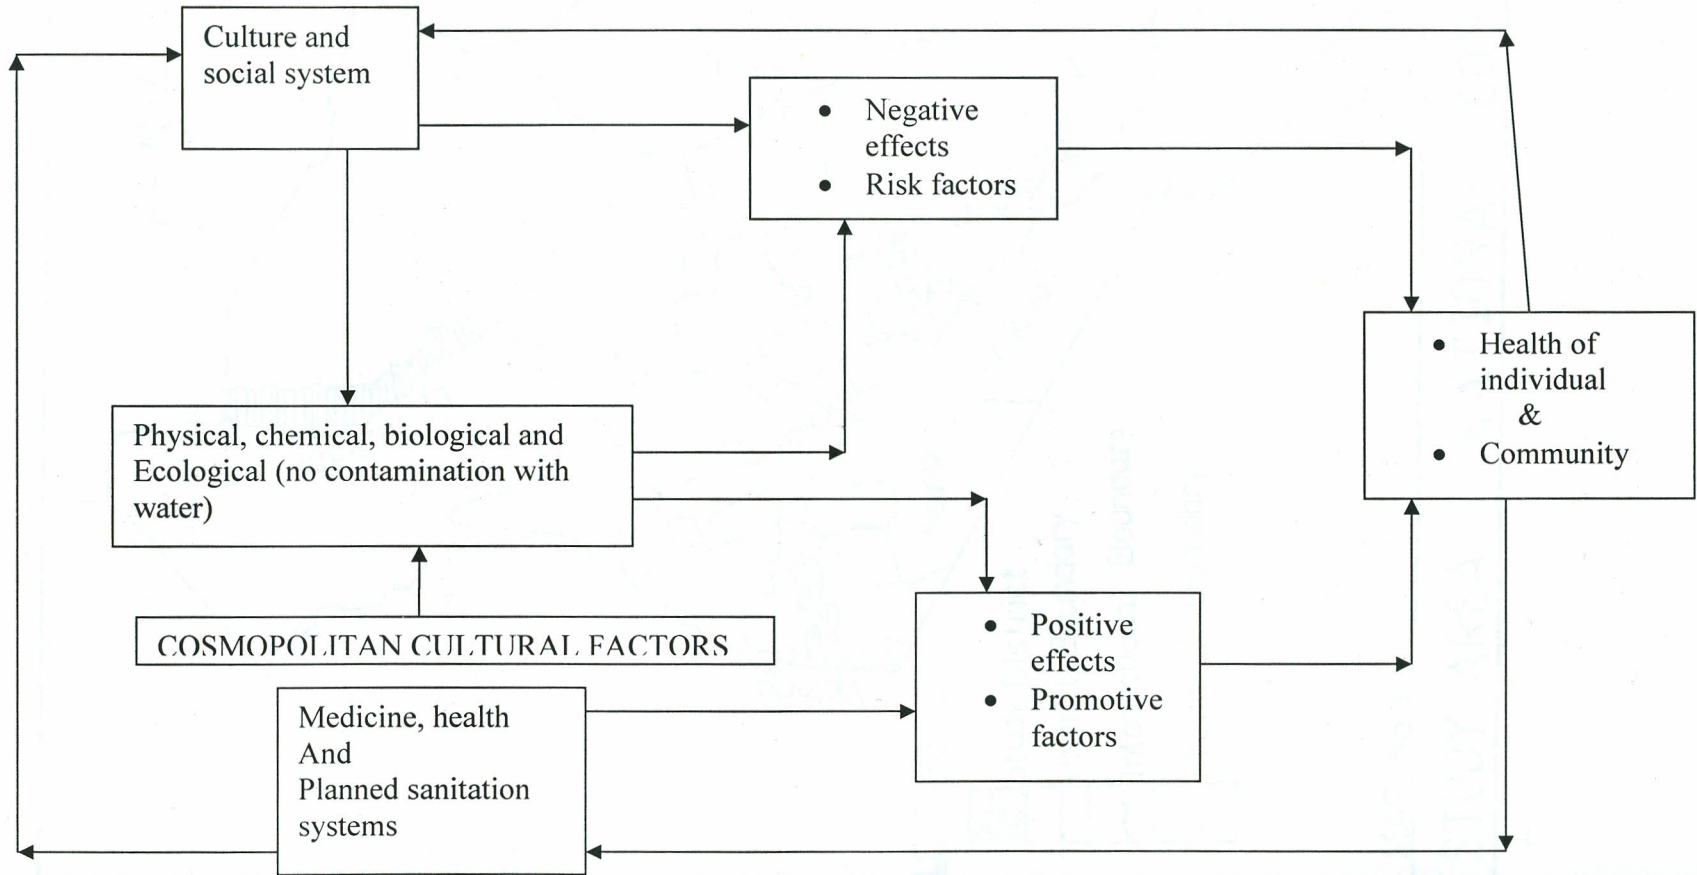 Culture and
social system
• Negative
effects
• Risk factors
• Health of
individual
&
• Community
Physical, chemical, biological and
Ecological (no contamination with
water)
COSMOPOLITAN CULTURAL FACTORS
• Positive
effects
• Promotive
factors
Medicine, health
And
Planned sanitation
systems